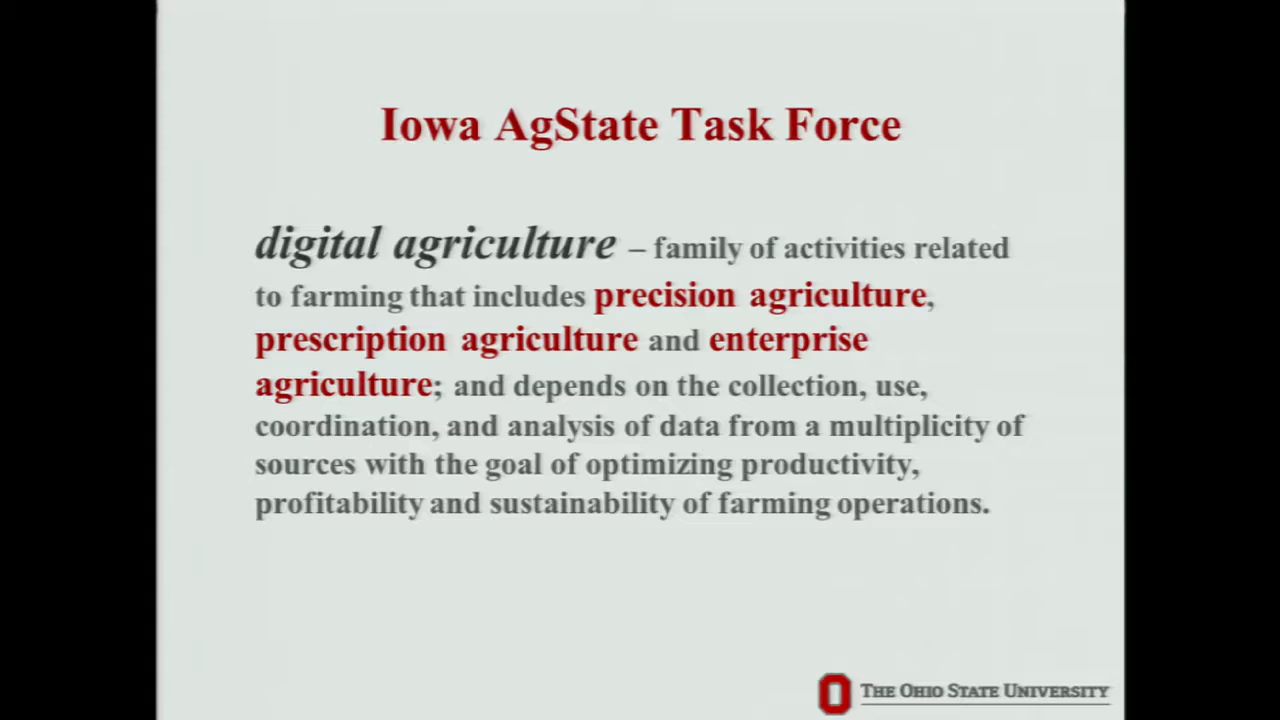 Iowa AgState Task Force
digital agriculture – family of activities related
to farming that includes precision agriculture,
prescription agriculture and enterprise
agriculture; and depends on the collection, use,
coordination, and analysis of data from a multiplicity of
sources with the goal of optimizing productivity,
profitability and sustainability of farming operations.
THE OHIO STATE UNIVERSITY